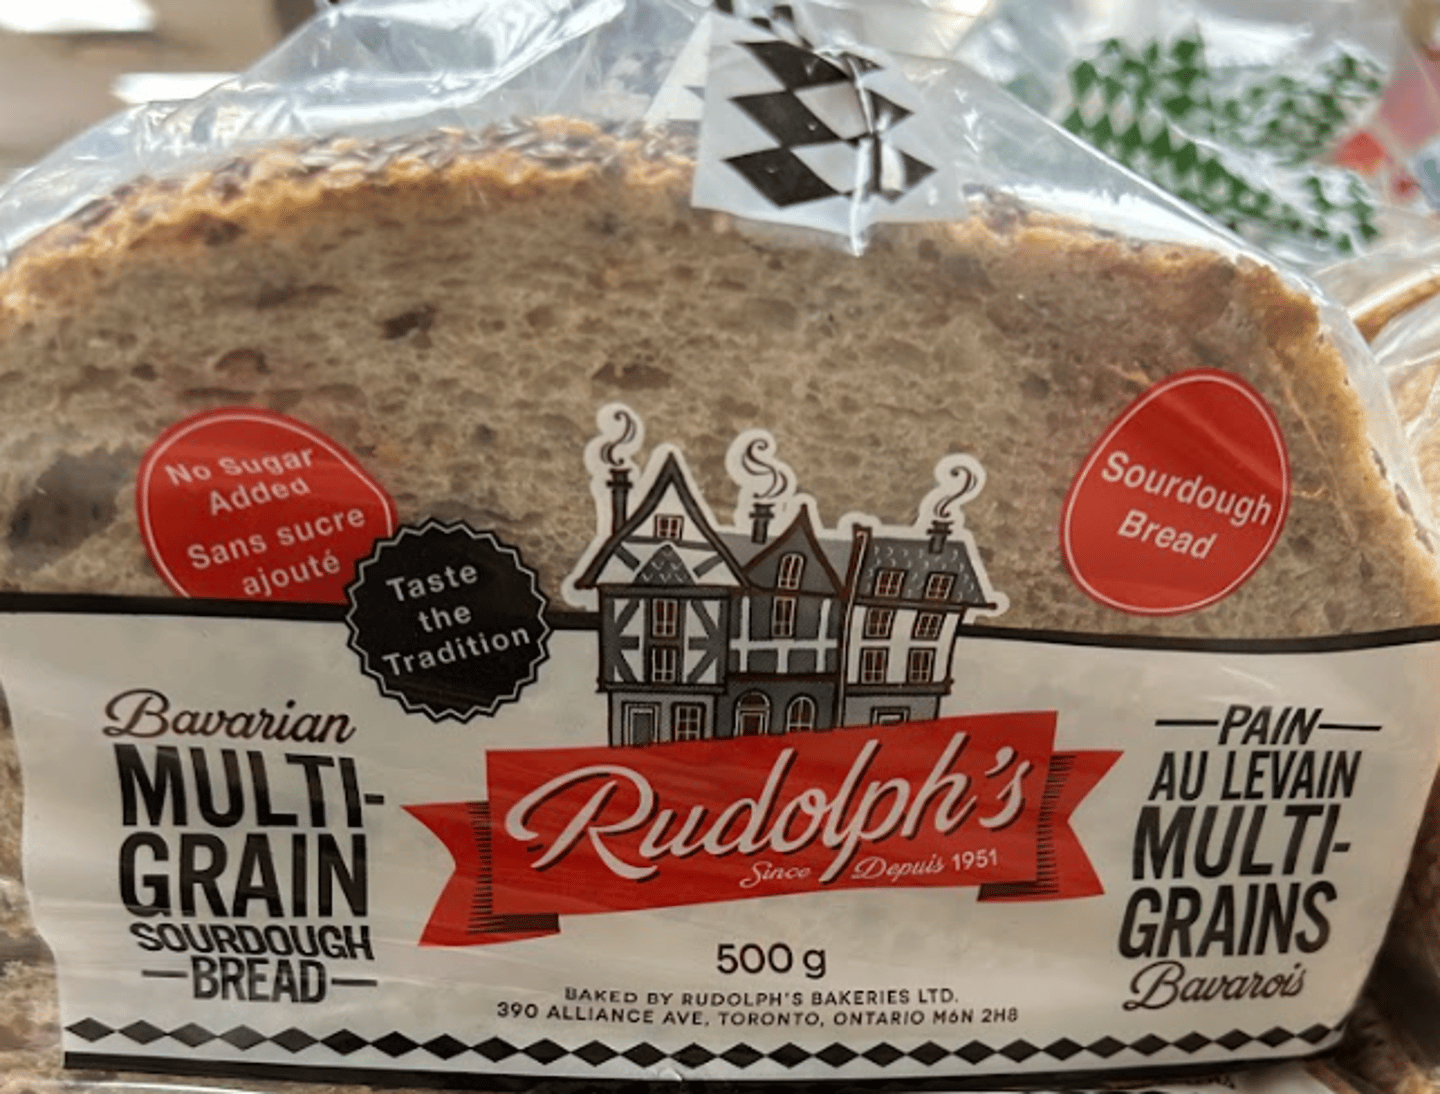 No Sugar
Added
Sans sucre
ajouté
Taste
the
Tradition
Sourdough
Bread
Bavarian
MULTI-
GRAIN
SOURDOUGH
BREAD
Rudolph's
Since Depuis 1951
500 g
BAKED BY RUDOLPH'S BAKERIES LTD.
390 ALLIANCE AVE, TORONTO, ONTARIO M6N 2H8
PAIN
AU LEVAIN
MULTI-
GRAINS
Bavarois